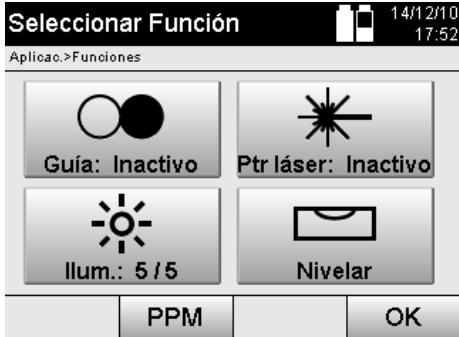 Seleccionar Función
14/12/10
17:52
Aplicac.>Funciones
Guía: Inactivo
Ptr láser: Inactivo
Ilum.: 5/5
Nivelar
PPM
OK